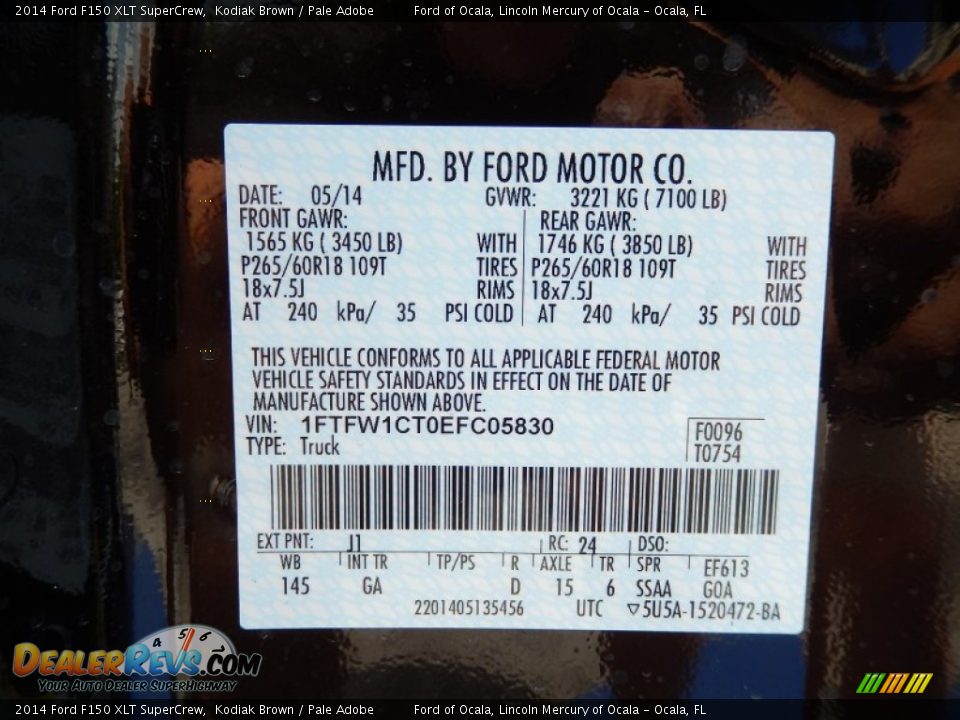 2014 Ford F150 XLT SuperCrew, Kodiak Brown / Pale Adobe Ford of Ocala, Lincoln Mercury of Ocala - Ocala, FL
MFD. BY FORD MOTOR CO.
DATE: 05/14 GVWR: 3221 KG ( 7100 LB)
FRONT GAWR: REAR GAWR:
1565 KG ( 3450 LB) WITH 1746 KG ( 3850 LB) WITH
P265/60R18 109T TIRES P265/60R18 109T TIRES
18x7.5J RIMS 18x7.5J RIMS
AT 240 kPa/ 35 PSI COLD AT 240 kPa/ 35 PSI COLD
THIS VEHICLE CONFORMS TO ALL APPLICABLE FEDERAL MOTOR
VEHICLE SAFETY STANDARDS IN EFFECT ON THE DATE OF
MANUFACTURE SHOWN ABOVE.
VIN: 1FTFW1CT0EFC05830 F0096
TYPE: Truck T0754
EXT PNT: J1 RC: 24 DSO:
WB INT TR TP/PS R AXLE TR SPR EF613
145 GA D 15 6 SSAA GOA
2201405135456 UTC ▽5U5A-1520472-BA
4 5 6
DealerRevs.com
Your Auto Dealer SuperHighway
2014 Ford F150 XLT SuperCrew, Kodiak Brown / Pale Adobe Ford of Ocala, Lincoln Mercury of Ocala - Ocala, FL